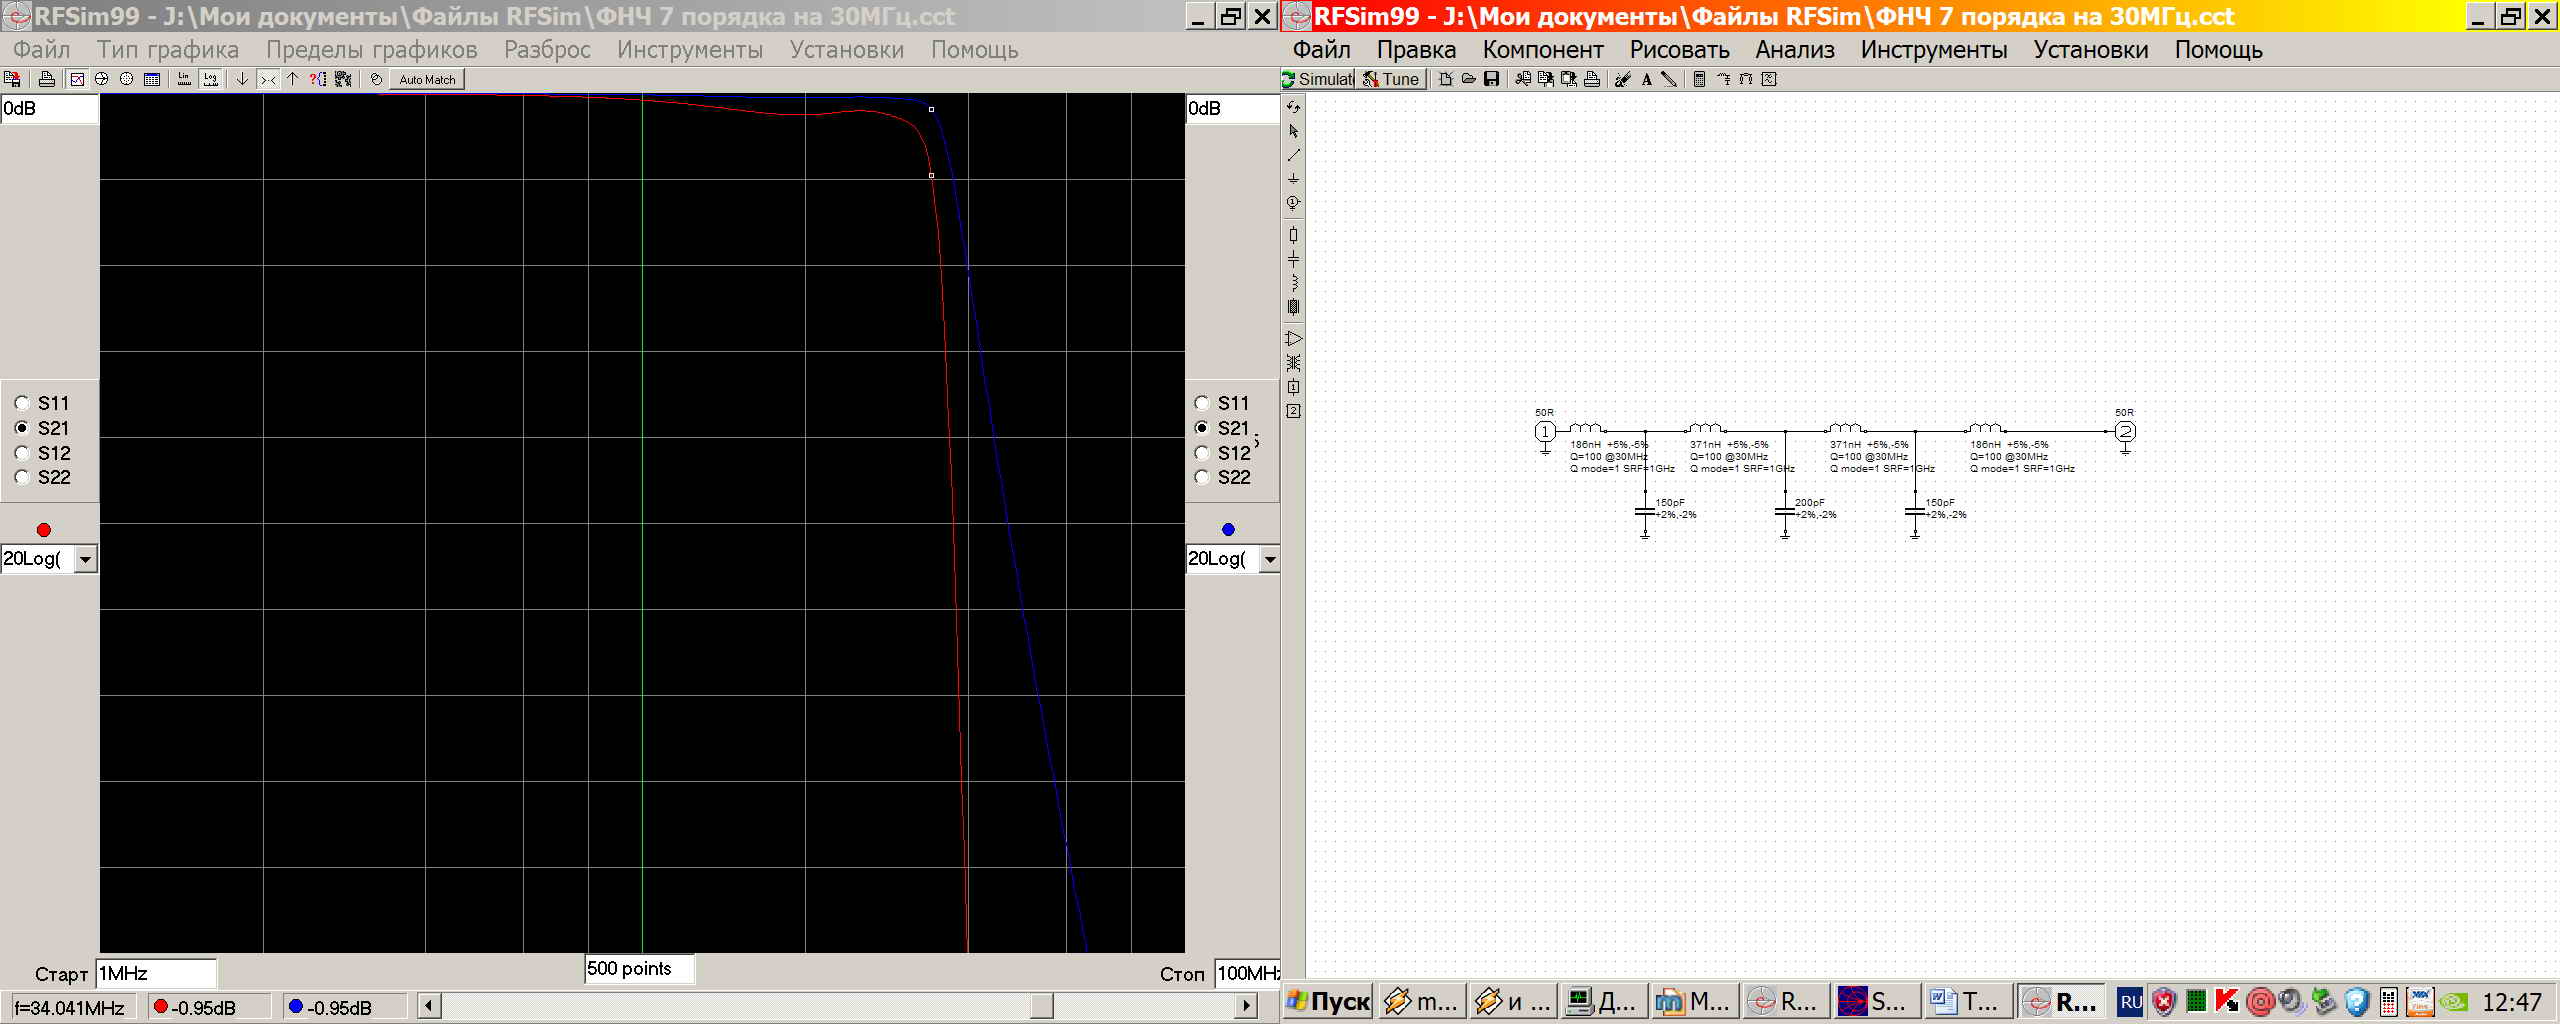 RFSim99 - J:\Мои документы\Файлы RFSim\ФНЧ 7 порядка на 30МГц.cct
Файл Тип графика Пределы графиков Разброс Инструменты Установки Помощь
Lin Log Auto Match
0dB
0dB
S11
S21
S12
S22
20Log(
S11
S21
S12
S22
20Log(
Старт 1MHz
500 points
Стоп 100MHz
f=34.041MHz -0.95dB -0.95dB
RFSim99 - J:\Мои документы\Файлы RFSim\ФНЧ 7 порядка на 30МГц.cct
Файл Правка Компонент Рисовать Анализ Инструменты Установки Помощь
Simulat Tune
50R 50R
1 2
186nH +5%,-5% 371nH +5%,-5% 371nH +5%,-5% 186nH +5%,-5%
Q=100 @30MHz Q=100 @30MHz Q=100 @30MHz Q=100 @30MHz
Q mode=1 SRF=1GHz Q mode=1 SRF=1GHz Q mode=1 SRF=1GHz Q mode=1 SRF=1GHz
150pF 200pF 150pF
+2%,-2% +2%,-2% +2%,-2%
Пуск m... и ... Д... М... R... S... Т... R... RU 12:47